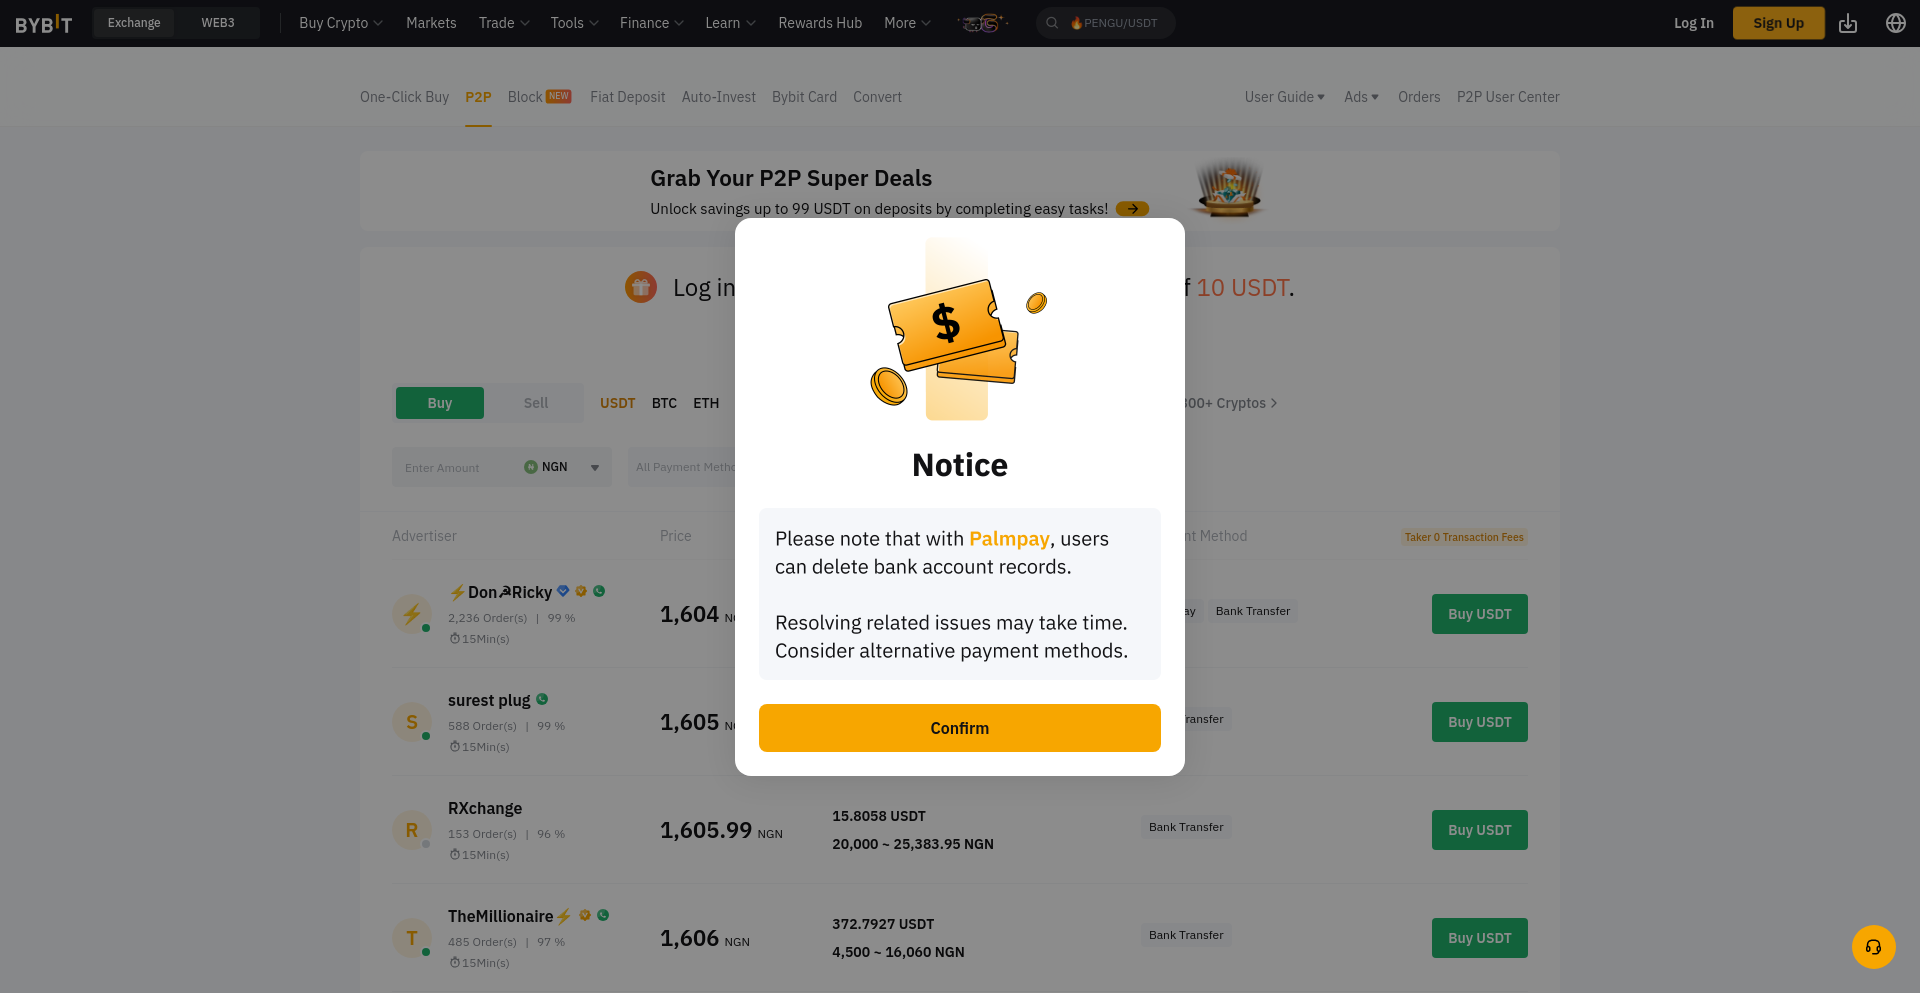 BYBIT
Exchange
WEB3
Buy Crypto
Markets
Trade
Tools
Finance
Learn
Rewards Hub
More
🔥PENGU/USDT
Log In
Sign Up
One-Click Buy
P2P
Block NEW
Fiat Deposit
Auto-Invest
Bybit Card
Convert
User Guide
Ads
Orders
P2P User Center
Grab Your P2P Super Deals
Unlock savings up to 99 USDT on deposits by completing easy tasks!
Log in
10 USDT.
Buy
Sell
USDT
BTC
ETH
00+ Cryptos
Enter Amount
NGN
All Payment Metho
$
Notice
Please note that with Palmpay, users
can delete bank account records.
Resolving related issues may take time.
Consider alternative payment methods.
Confirm
Advertiser
Price
nt Method
Taker 0 Transaction Fees
⚡Don☭Ricky
2,236 Order(s) | 99 %
15Min(s)
1,604
ay
Bank Transfer
Buy USDT
S
surest plug
588 Order(s) | 99 %
15Min(s)
1,605
ransfer
Buy USDT
R
RXchange
153 Order(s) | 96 %
15Min(s)
1,605.99 NGN
15.8058 USDT
20,000 ~ 25,383.95 NGN
Bank Transfer
Buy USDT
T
TheMillionaire⚡
485 Order(s) | 97 %
15Min(s)
1,606 NGN
372.7927 USDT
4,500 ~ 16,060 NGN
Bank Transfer
Buy USDT